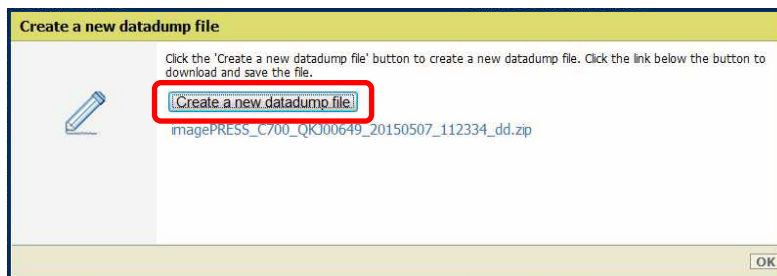 Create a new datadump file
Click the 'Create a new datadump file' button to create a new datadump file. Click the link below the button to
download and save the file.
Create a new datadump file
imagePRESS_C700_QKJ00649_20150507_112334_dd.zip
OK